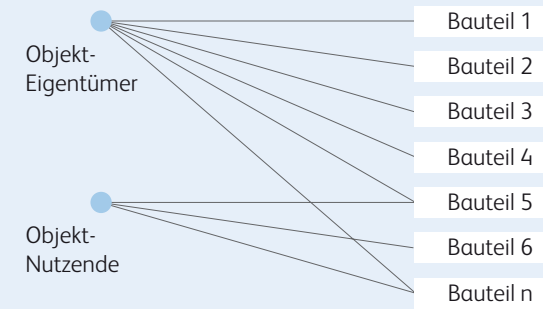 Objekt-
Eigentümer
Objekt-
Nutzende
Bauteil 1
Bauteil 2
Bauteil 3
Bauteil 4
Bauteil 5
Bauteil 6
Bauteil n